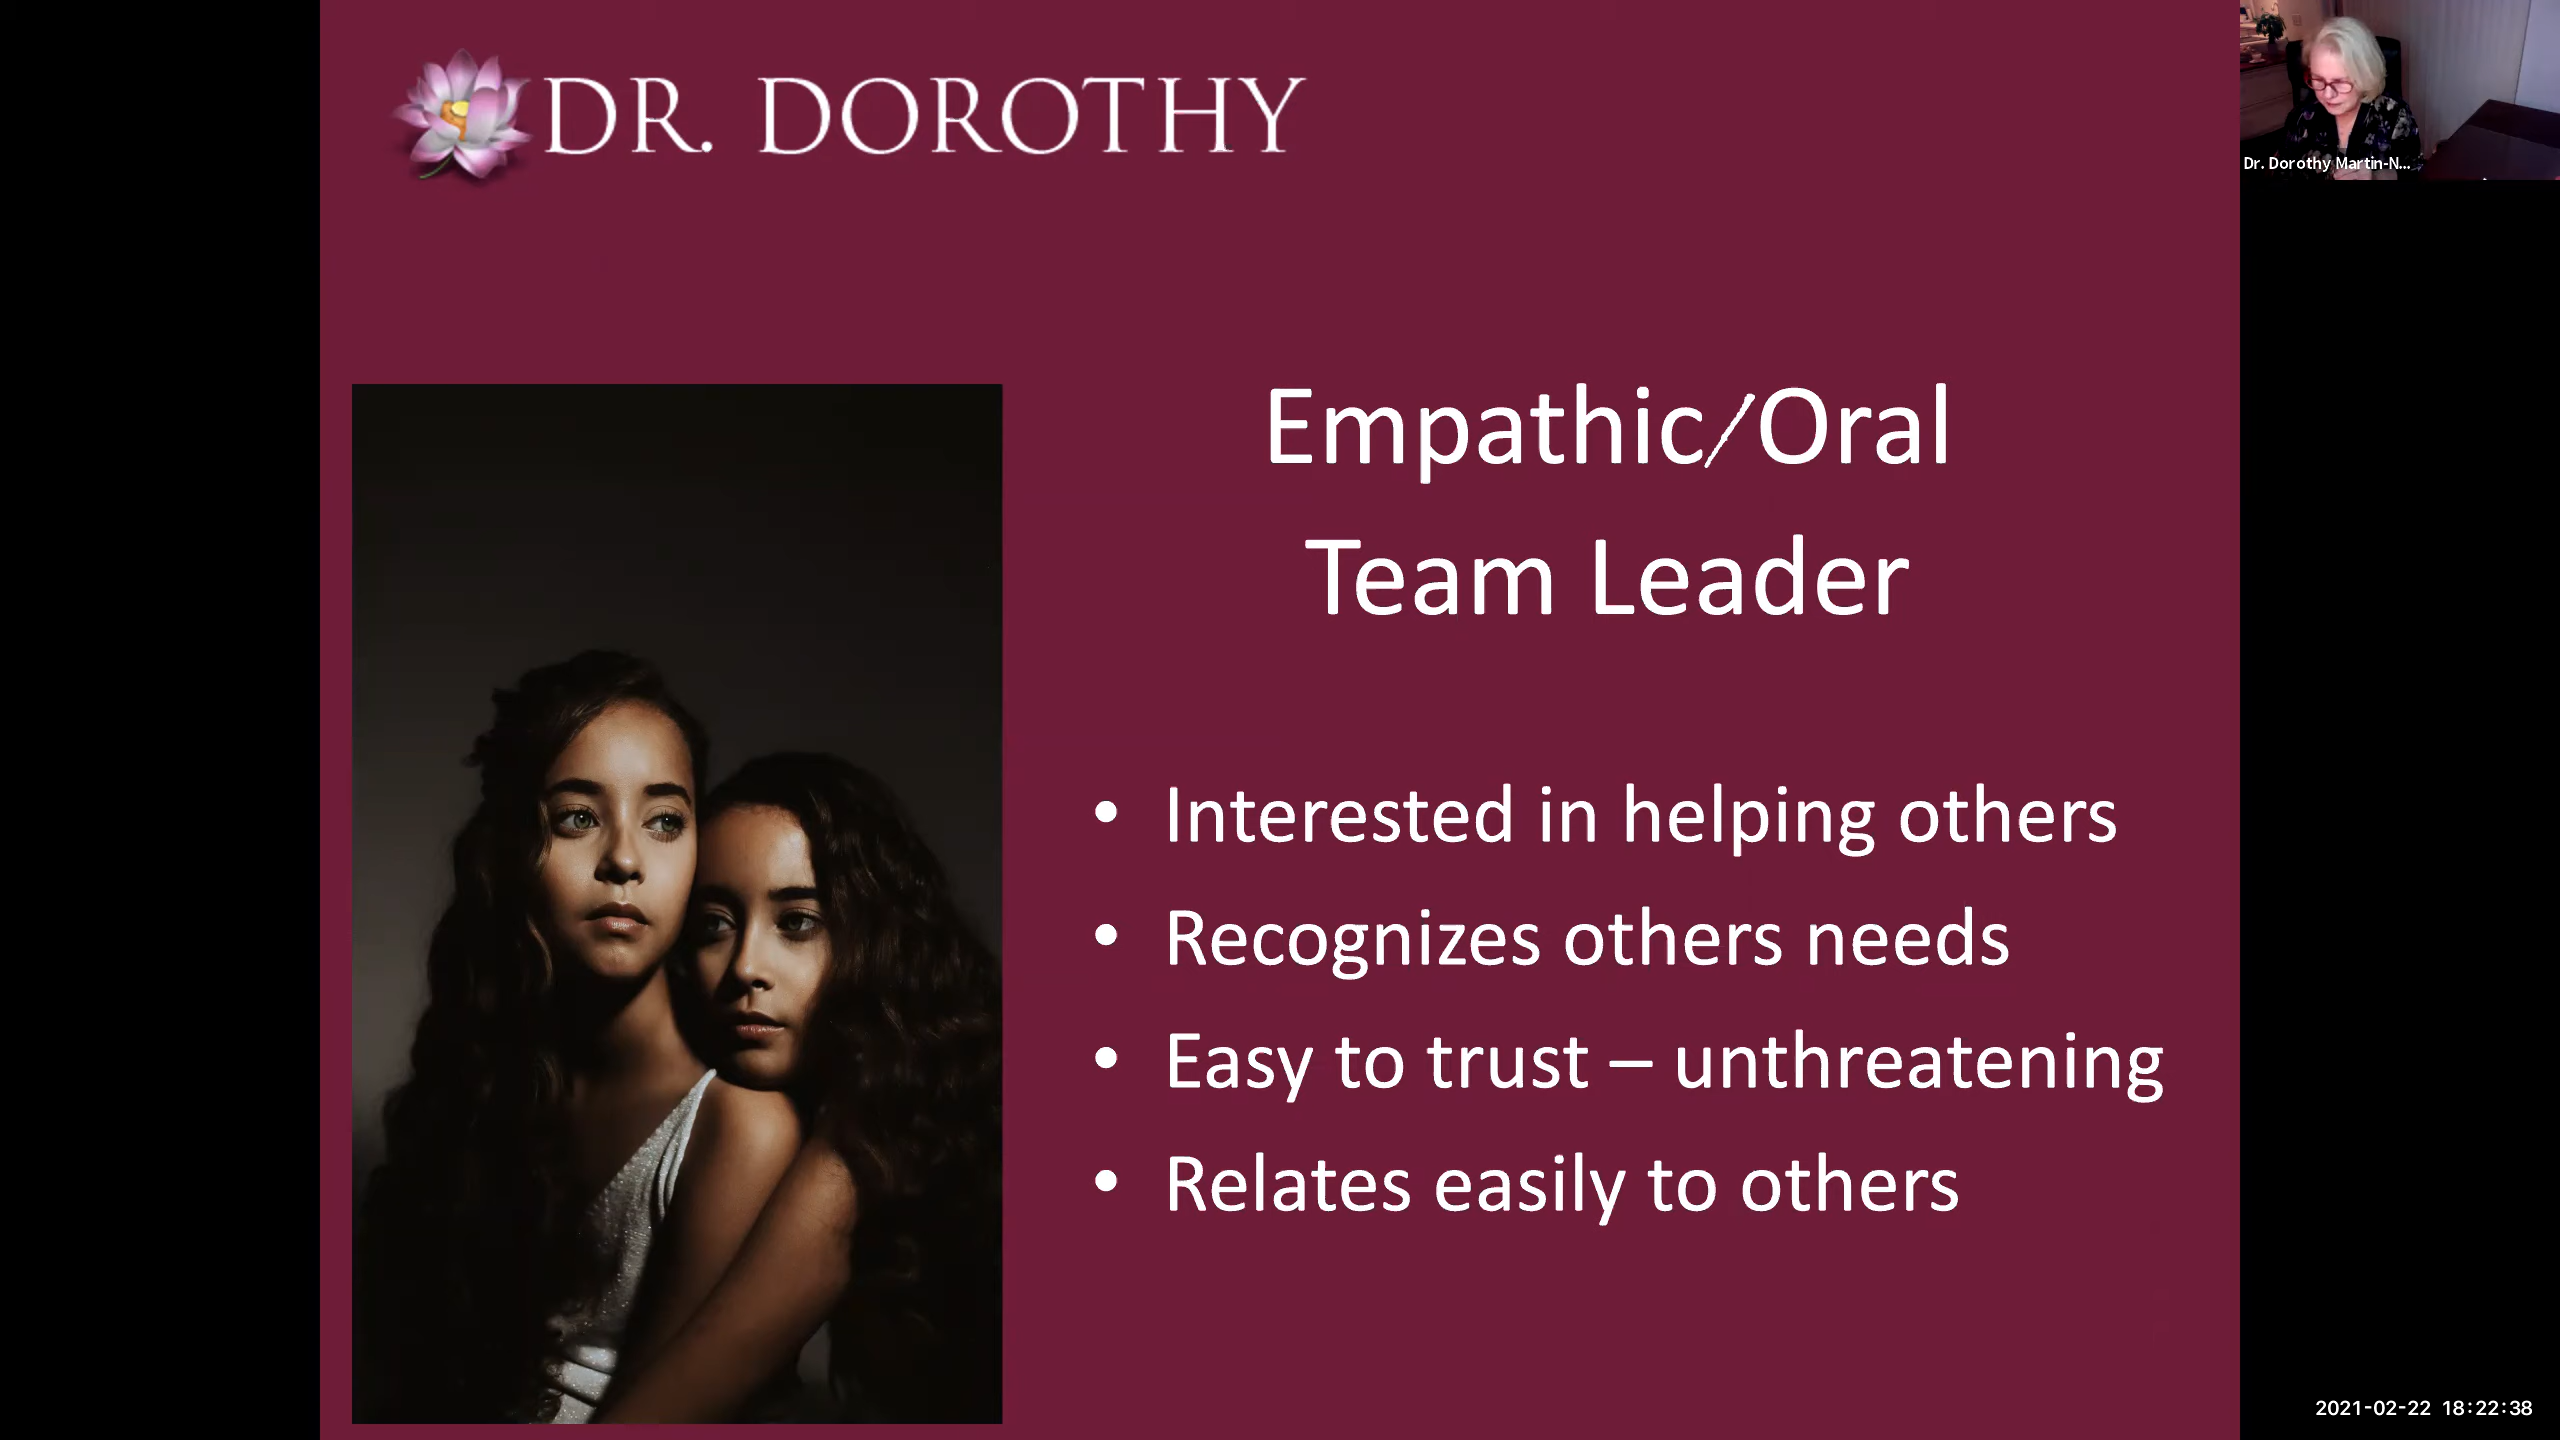 DR. DOROTHY
Dr. Dorothy Martin-N...
Empathic/Oral
Team Leader
• Interested in helping others
• Recognizes others needs
• Easy to trust – unthreatening
• Relates easily to others
2021-02-22 18:22:38